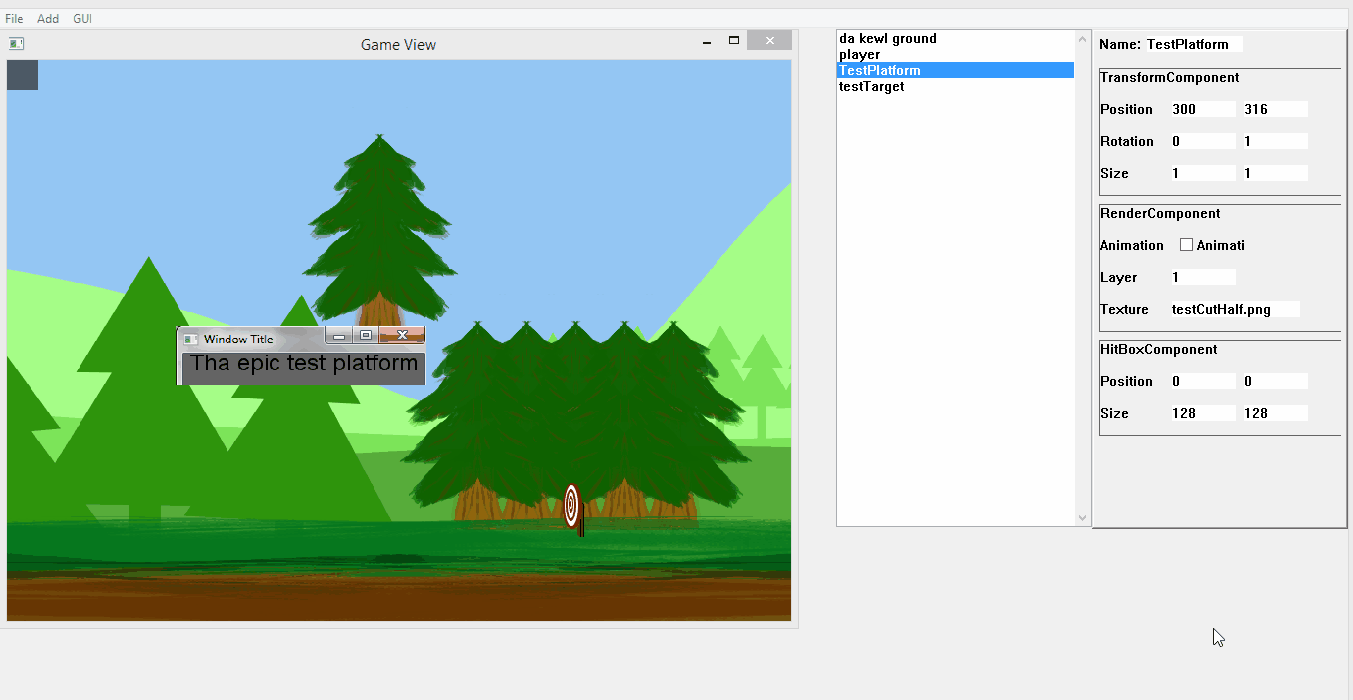 File Add GUI
Game View
Window Title
Tha epic test platform
da kewl ground
player
TestPlatform
testTarget
Name: TestPlatform
TransformComponent
Position 300 316
Rotation 0 1
Size 1 1
RenderComponent
Animation Animati
Layer 1
Texture testCutHalf.png
HitBoxComponent
Position 0 0
Size 128 128